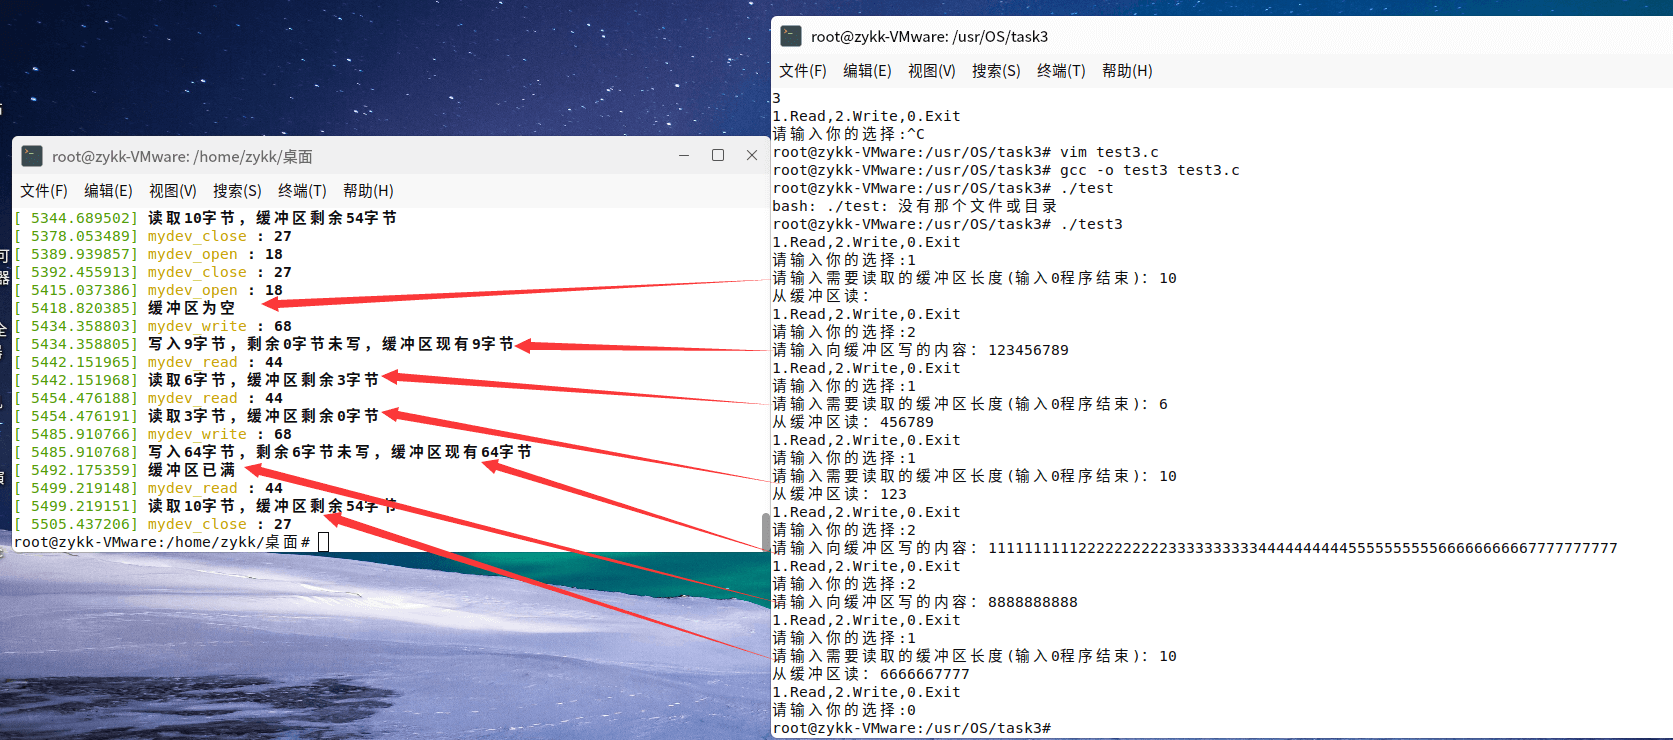 root@zykk-VMware: /home/zykk/桌面
文件(F) 编辑(E) 视图(V) 搜索(S) 终端(T) 帮助(H)
[ 5344.689502] 读取10字节，缓冲区剩余54字节
[ 5378.053489] mydev_close : 27
[ 5389.939857] mydev_open : 18
[ 5392.455913] mydev_close : 27
[ 5415.037386] mydev_open : 18
[ 5418.820385] 缓冲区为空
[ 5434.358803] mydev_write : 68
[ 5434.358805] 写入9字节，剩余0字节未写，缓冲区现有9字节
[ 5442.151965] mydev_read : 44
[ 5442.151968] 读取6字节，缓冲区剩余3字节
[ 5454.476188] mydev_read : 44
[ 5454.476191] 读取3字节，缓冲区剩余0字节
[ 5485.910766] mydev_write : 68
[ 5485.910768] 写入64字节，剩余6字节未写，缓冲区现有64字节
[ 5492.175359] 缓冲区已满
[ 5499.219148] mydev_read : 44
[ 5499.219151] 读取10字节，缓冲区剩余54字节
[ 5505.437206] mydev_close : 27
root@zykk-VMware:/home/zykk/桌面#
root@zykk-VMware: /usr/OS/task3
文件(F) 编辑(E) 视图(V) 搜索(S) 终端(T) 帮助(H)
3
1.Read,2.Write,0.Exit
请输入你的选择:^C
root@zykk-VMware:/usr/OS/task3# vim test3.c
root@zykk-VMware:/usr/OS/task3# gcc -o test3 test3.c
root@zykk-VMware:/usr/OS/task3# ./test
bash: ./test: 没有那个文件或目录
root@zykk-VMware:/usr/OS/task3# ./test3
1.Read,2.Write,0.Exit
请输入你的选择:1
请输入需要读取的缓冲区长度(输入0程序结束)：10
从缓冲区读：
1.Read,2.Write,0.Exit
请输入你的选择:2
请输入向缓冲区写的内容：123456789
1.Read,2.Write,0.Exit
请输入你的选择:1
请输入需要读取的缓冲区长度(输入0程序结束)：6
从缓冲区读：456789
1.Read,2.Write,0.Exit
请输入你的选择:1
请输入需要读取的缓冲区长度(输入0程序结束)：10
从缓冲区读：123
1.Read,2.Write,0.Exit
请输入你的选择:2
请输入向缓冲区写的内容：1111111111222222222233333333334444444444555555555566666666667777777777
1.Read,2.Write,0.Exit
请输入你的选择:2
请输入向缓冲区写的内容：8888888888
1.Read,2.Write,0.Exit
请输入你的选择:1
请输入需要读取的缓冲区长度(输入0程序结束)：10
从缓冲区读：6666667777
1.Read,2.Write,0.Exit
请输入你的选择:0
root@zykk-VMware:/usr/OS/task3#